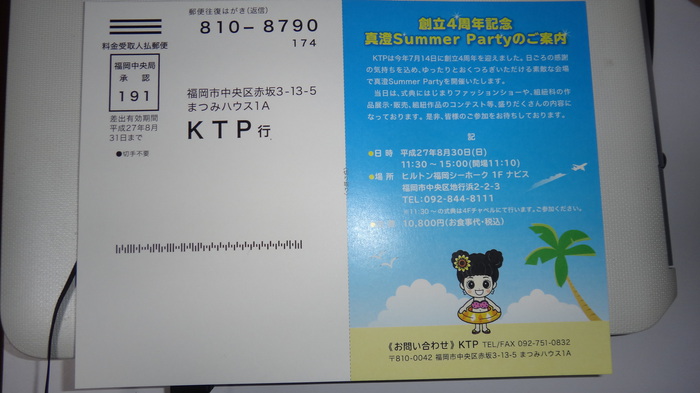 郵便往復はがき(返信)
料金受取人払郵便
福岡中央局
承認
191
差出有効期間
平成27年8月
31日まで
●切手不要
810-8790
174
福岡市中央区赤坂3-13-5
まつみハウス1A
KTP行
創立4周年記念
真澄Summer Partyのご案内
KTPは今年7月14日に創立4周年を迎えました。日ごろの感謝
の気持ちを込め、ゆったりとおくつろぎいただける素敵な会場
で真澄Summer Partyを開催いたします。
当日は、式典にはじまりファッションショーや、組紐科の作
品展示・販売、組紐作品のコンテスト等、盛りだくさんの内容に
なっております。是非、皆様のご参加をお待ちしております。
記
●日時 平成27年8月30日(日)
11:30~15:00(開場11:10)
●場所 ヒルトン福岡シーホーク 1F ナビス
福岡市中央区地行浜2-2-3
TEL:092-844-8111
※11:30~の式典は4Fチャペルにて行います。ご参加ください。
10,800円(お食事代・税込)
《お問い合わせ》 KTP TEL/FAX 092-751-0832
〒810-0042 福岡市中央区赤坂3-13-5 まつみハウス1A